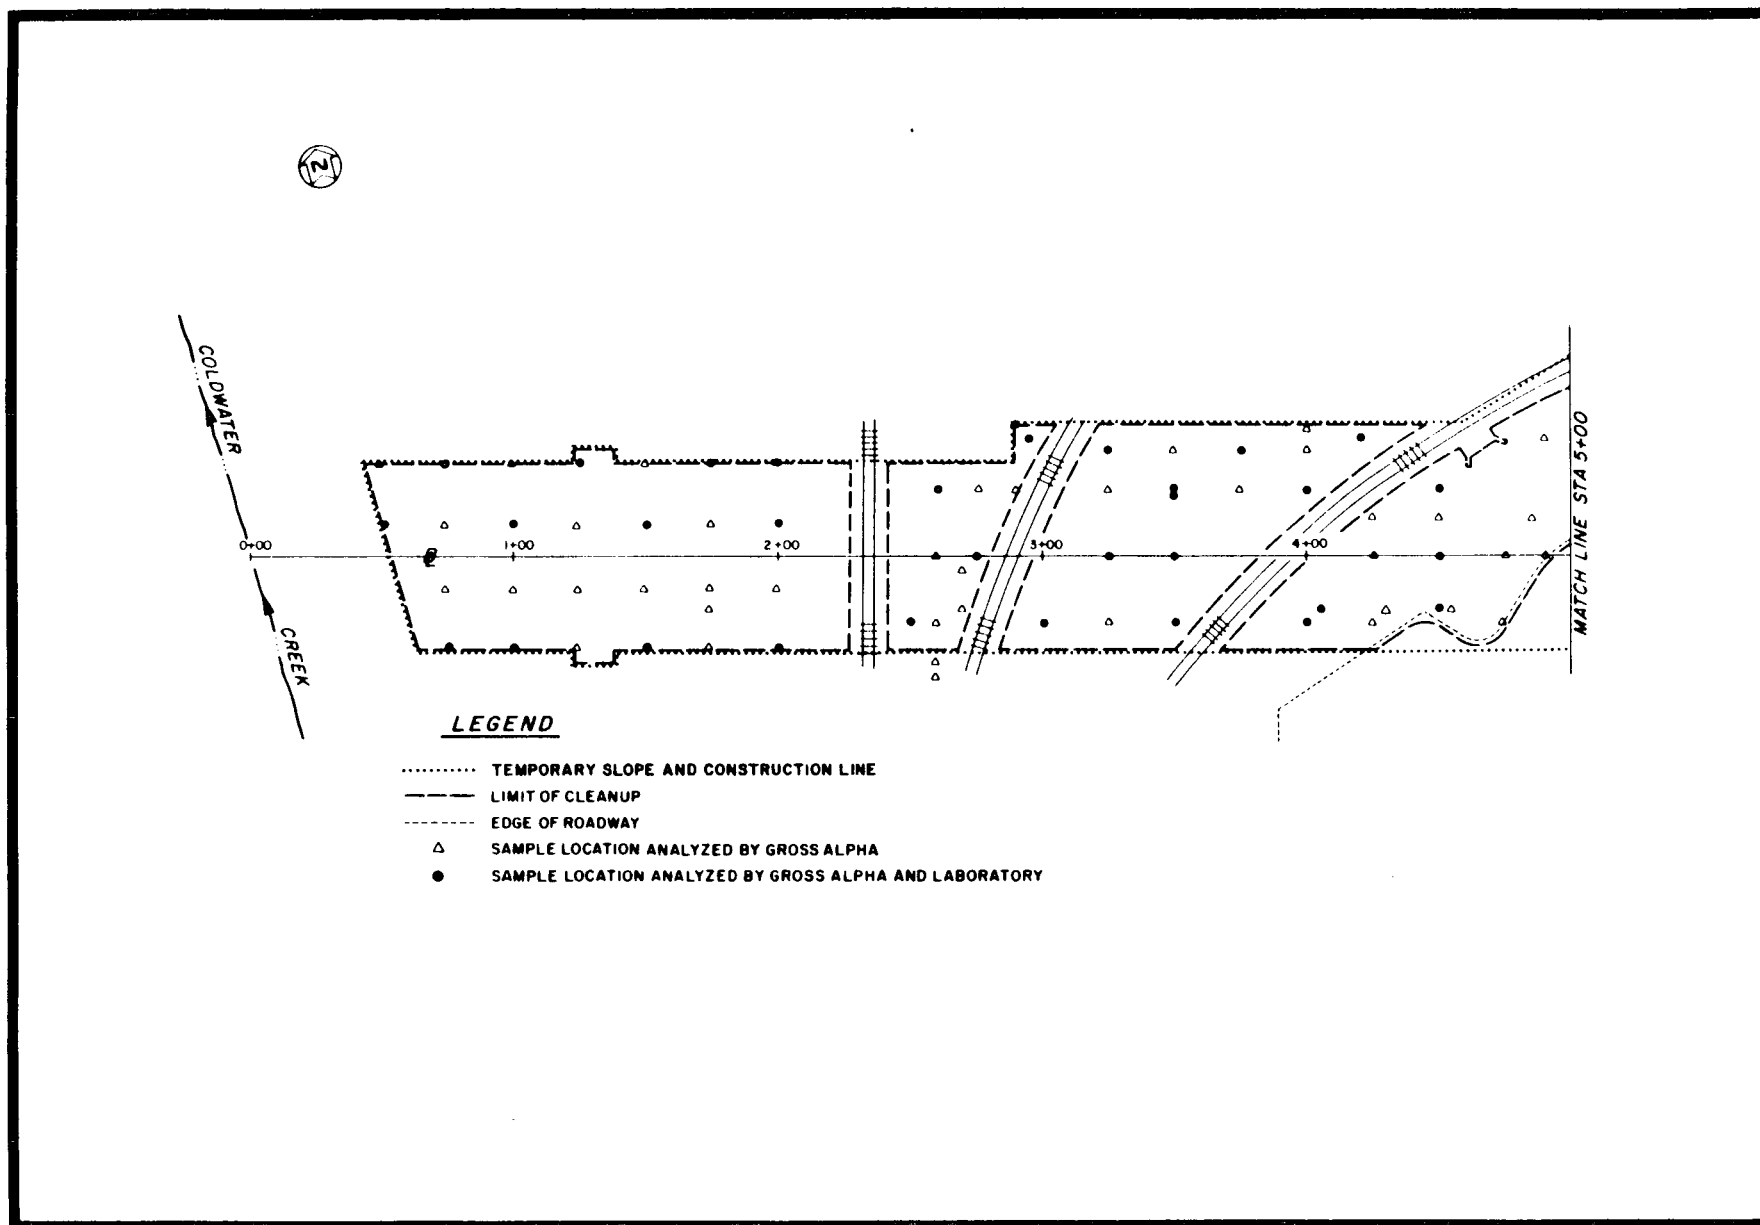 2
COLDWATER
CREEK
0+00
1+00
2+00
3+00
4+00
MATCH LINE STA 5+00
LEGEND
TEMPORARY SLOPE AND CONSTRUCTION LINE
LIMIT OF CLEANUP
EDGE OF ROADWAY
SAMPLE LOCATION ANALYZED BY GROSS ALPHA
SAMPLE LOCATION ANALYZED BY GROSS ALPHA AND LABORATORY